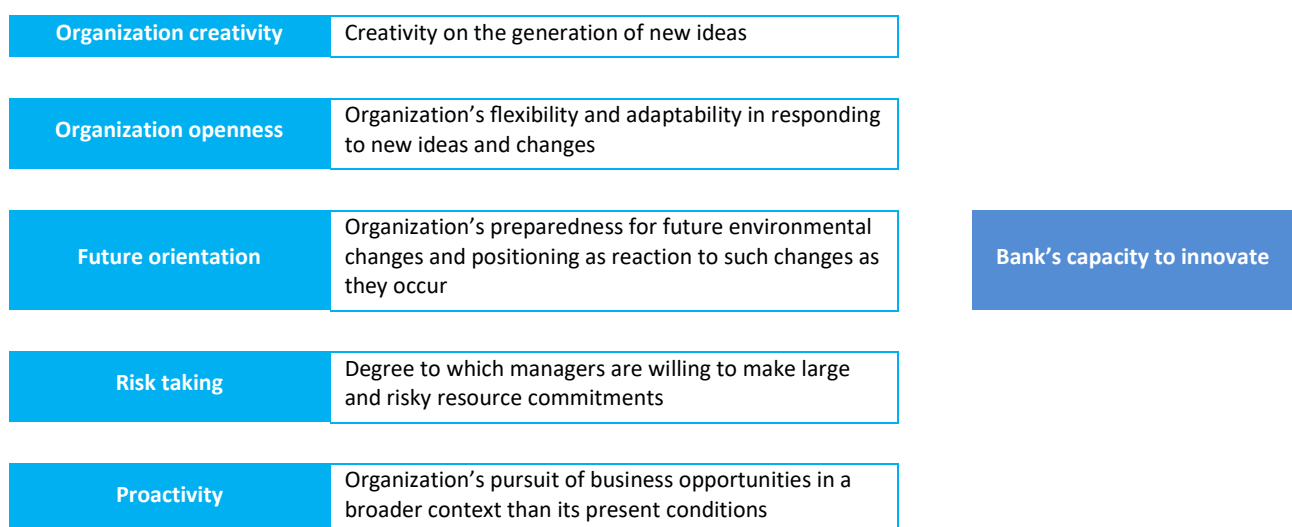 Organization creativity
Creativity on the generation of new ideas
Organization openness
Organization’s flexibility and adaptability in responding
to new ideas and changes
Future orientation
Organization’s preparedness for future environmental
changes and positioning as reaction to such changes as
they occur
Bank’s capacity to innovate
Risk taking
Degree to which managers are willing to make large
and risky resource commitments
Proactivity
Organization’s pursuit of business opportunities in a
broader context than its present conditions